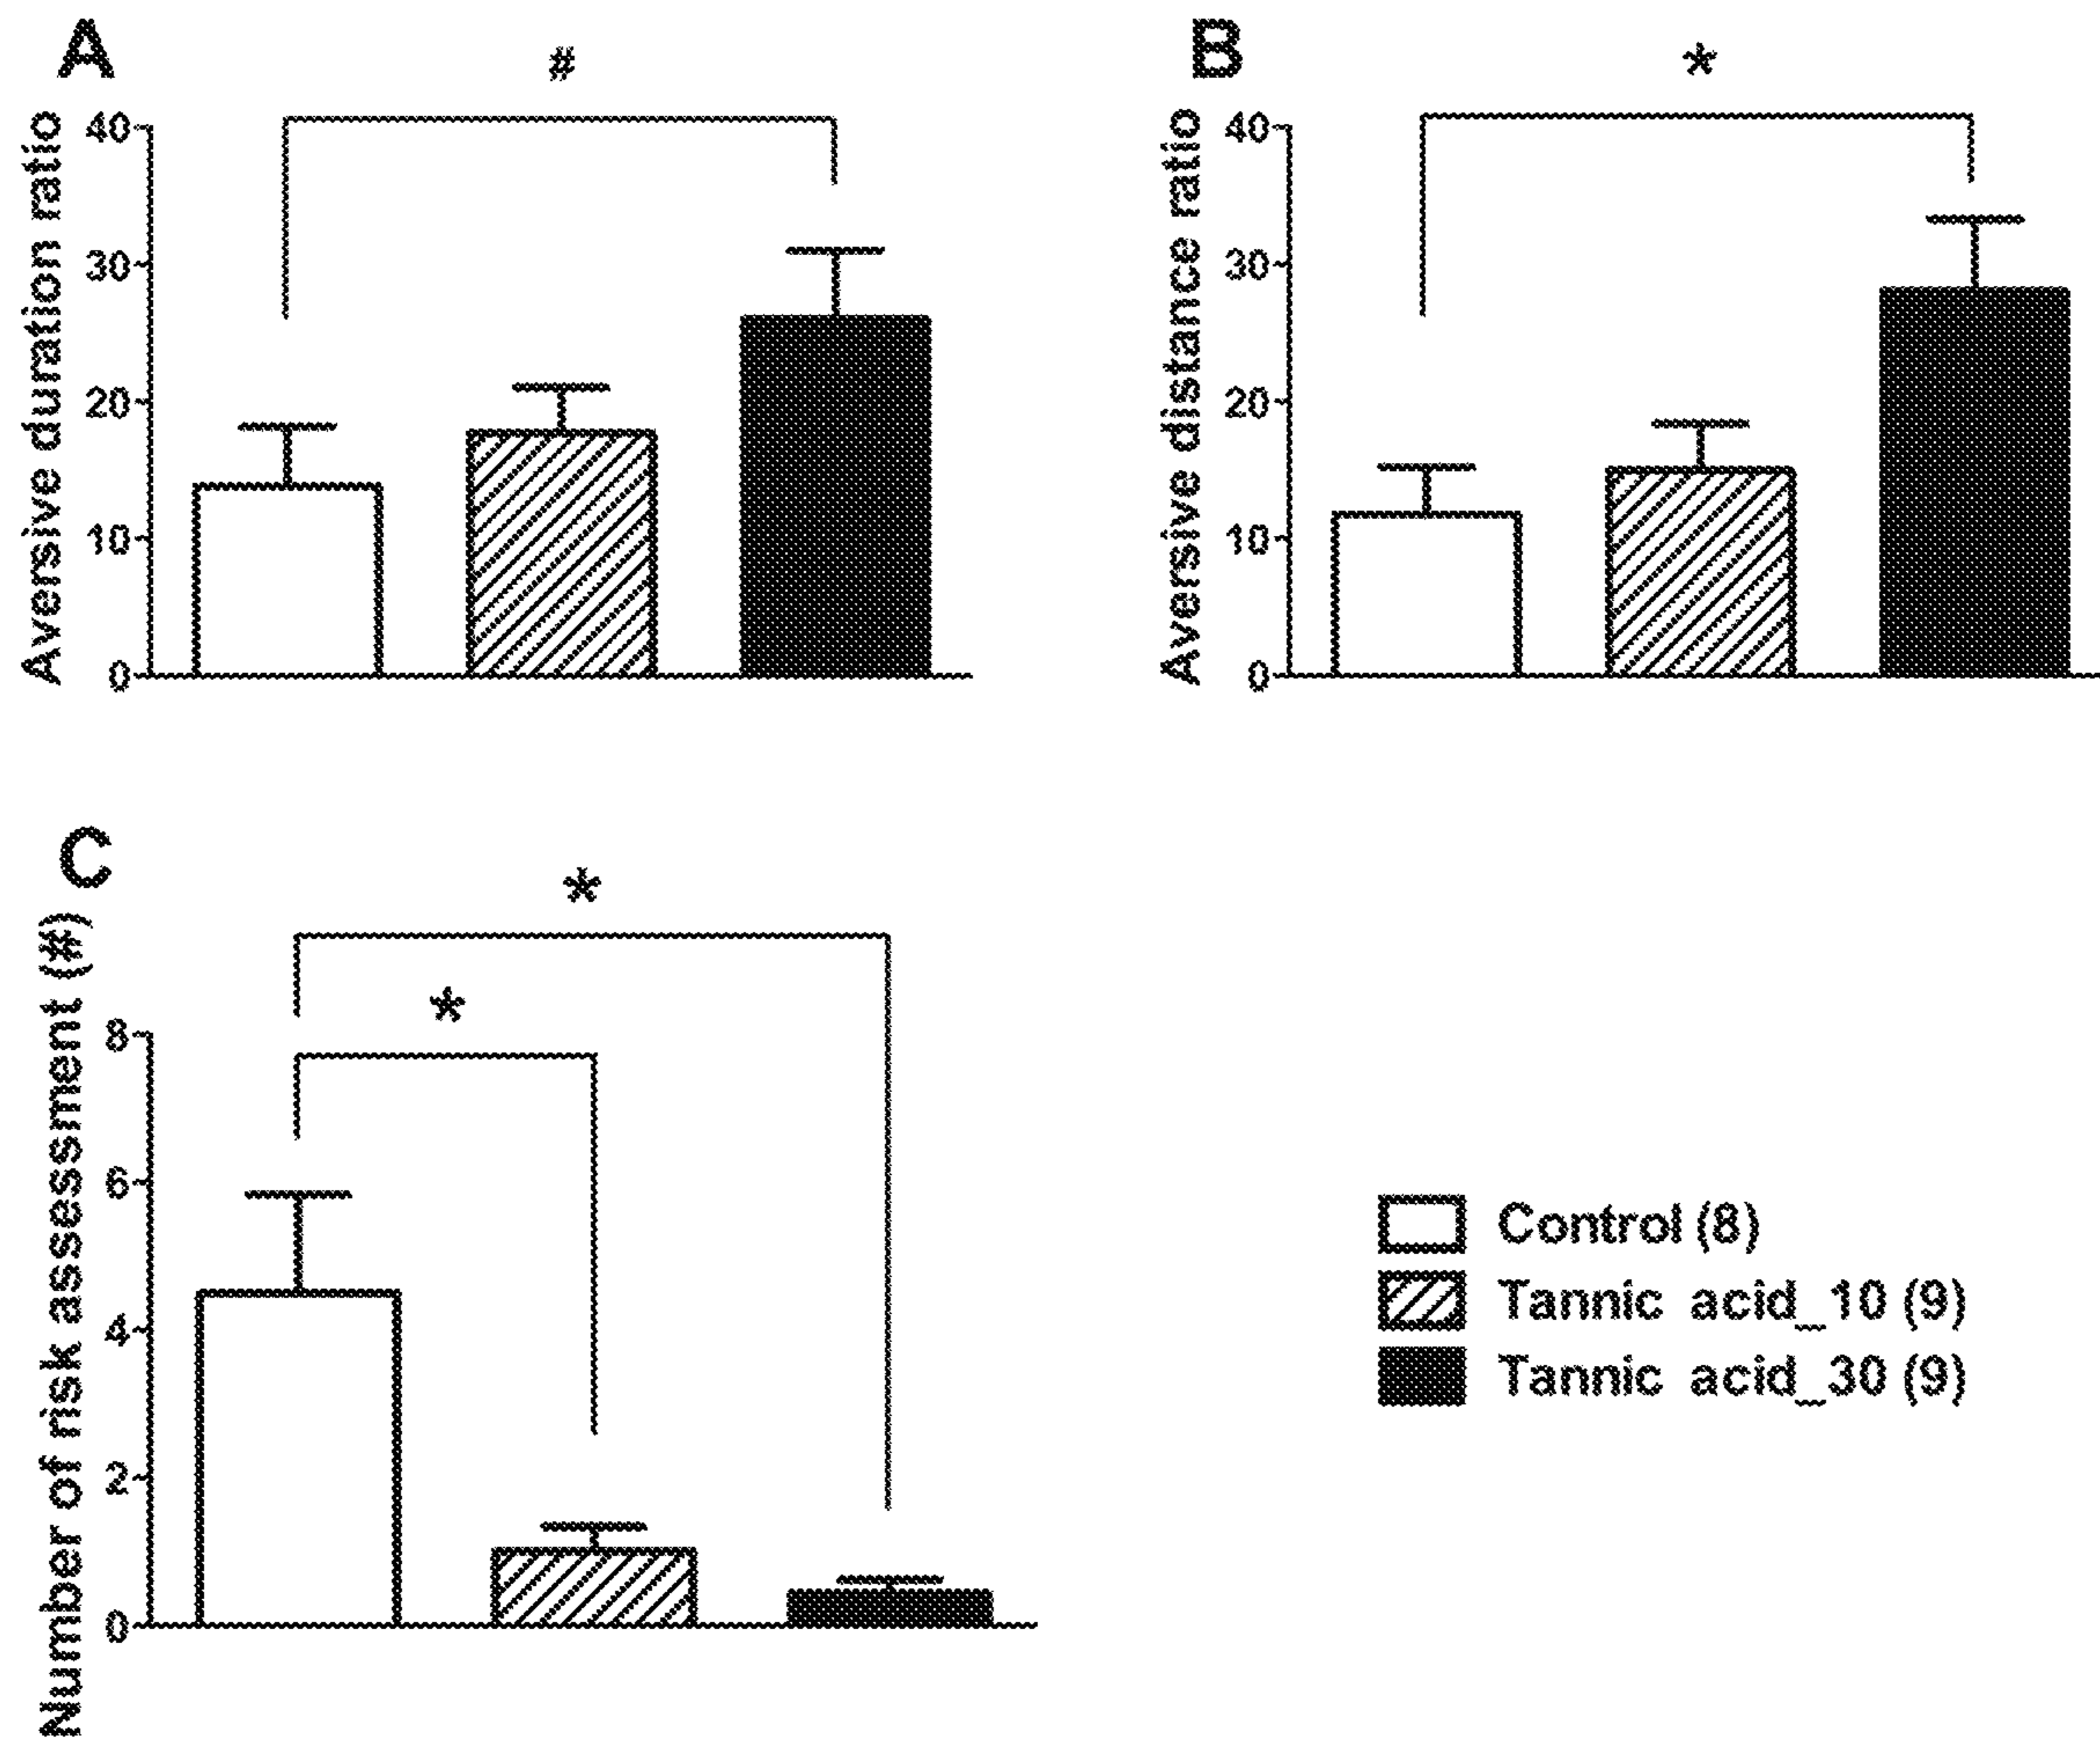 A
#
Aversive duration ratio
40
30
20
10
0
B
*
Aversive distance ratio
40
30
20
10
0
C
*
*
Number of risk assessment (#)
8
6
4
2
0
Control (8)
Tannic acid_10 (9)
Tannic acid_30 (9)